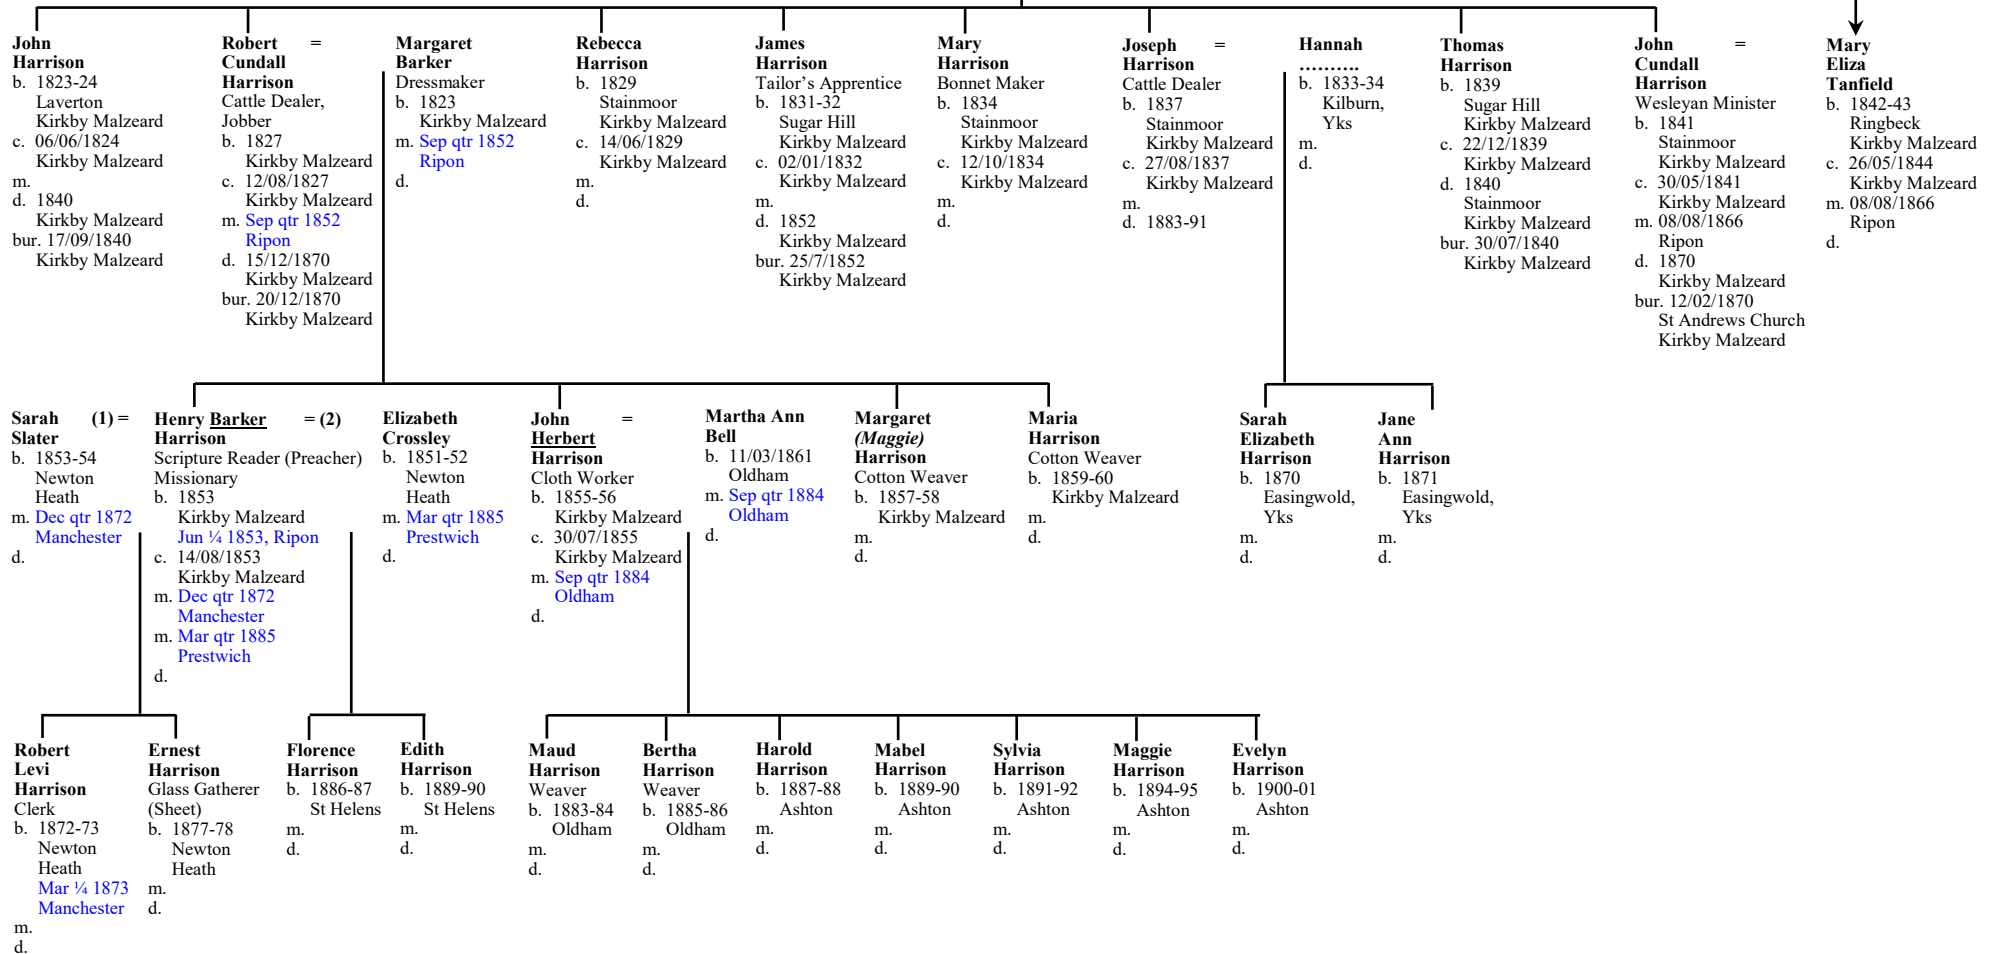 John
Harrison
b. 1823-24
Laverton
Kirkby Malzeard
c. 06/06/1824
Kirkby Malzeard
m.
d. 1840
Kirkby Malzeard
bur. 17/09/1840
Kirkby Malzeard
Robert =
Cundall
Harrison
Cattle Dealer,
Jobber
b. 1827
Kirkby Malzeard
c. 12/08/1827
Kirkby Malzeard
m. Sep qtr 1852
Ripon
d. 15/12/1870
Kirkby Malzeard
bur. 20/12/1870
Kirkby Malzeard
Margaret
Barker
Dressmaker
b. 1823
Kirkby Malzeard
m. Sep qtr 1852
Ripon
d.
Rebecca
Harrison
b. 1829
Stainmoor
Kirkby Malzeard
c. 14/06/1829
Kirkby Malzeard
m.
d.
James
Harrison
Tailor’s Apprentice
b. 1831-32
Sugar Hill
Kirkby Malzeard
c. 02/01/1832
Kirkby Malzeard
m.
d. 1852
Kirkby Malzeard
bur. 25/7/1852
Kirkby Malzeard
Mary
Harrison
Bonnet Maker
b. 1834
Stainmoor
Kirkby Malzeard
c. 12/10/1834
Kirkby Malzeard
m.
d.
Joseph =
Harrison
Cattle Dealer
b. 1837
Stainmoor
Kirkby Malzeard
c. 27/08/1837
Kirkby Malzeard
m.
d. 1883-91
Hannah
..........
b. 1833-34
Kilburn,
Yks
m.
d.
Thomas
Harrison
b. 1839
Sugar Hill
Kirkby Malzeard
c. 22/12/1839
Kirkby Malzeard
d. 1840
Stainmoor
Kirkby Malzeard
bur. 30/07/1840
Kirkby Malzeard
John =
Cundall
Harrison
Wesleyan Minister
b. 1841
Stainmoor
Kirkby Malzeard
c. 30/05/1841
Kirkby Malzeard
m. 08/08/1866
Ripon
d. 1870
Kirkby Malzeard
bur. 12/02/1870
St Andrews Church
Kirkby Malzeard
Mary
Eliza
Tanfield
b. 1842-43
Ringbeck
Kirkby Malzeard
c. 26/05/1844
Kirkby Malzeard
m. 08/08/1866
Ripon
d.
Sarah (1) =
Slater
b. 1853-54
Newton
Heath
m. Dec qtr 1872
Manchester
d.
Henry Barker = (2)
Harrison
Scripture Reader (Preacher)
Missionary
b. 1853
Kirkby Malzeard
Jun ¼ 1853, Ripon
c. 14/08/1853
Kirkby Malzeard
m. Dec qtr 1872
Manchester
m. Mar qtr 1885
Prestwich
d.
Elizabeth
Crossley
b. 1851-52
Newton
Heath
m. Mar qtr 1885
Prestwich
d.
John =
Herbert
Harrison
Cloth Worker
b. 1855-56
Kirkby Malzeard
c. 30/07/1855
Kirkby Malzeard
m. Sep qtr 1884
Oldham
d.
Martha Ann
Bell
b. 11/03/1861
Oldham
m. Sep qtr 1884
Oldham
d.
Margaret
(Maggie)
Harrison
Cotton Weaver
b. 1857-58
Kirkby Malzeard
m.
d.
Maria
Harrison
Cotton Weaver
b. 1859-60
Kirkby Malzeard
m.
d.
Sarah
Elizabeth
Harrison
b. 1870
Easingwold,
Yks
m.
d.
Jane
Ann
Harrison
b. 1871
Easingwold,
Yks
m.
d.
Robert
Levi
Harrison
Clerk
b. 1872-73
Newton
Heath
Mar ¼ 1873
Manchester
m.
d.
Ernest
Harrison
Glass Gatherer
(Sheet)
b. 1877-78
Newton
Heath
m.
d.
Florence
Harrison
b. 1886-87
St Helens
m.
d.
Edith
Harrison
b. 1889-90
St Helens
m.
d.
Maud
Harrison
Weaver
b. 1883-84
Oldham
m.
d.
Bertha
Harrison
Weaver
b. 1885-86
Oldham
m.
d.
Harold
Harrison
b. 1887-88
Ashton
m.
d.
Mabel
Harrison
b. 1889-90
Ashton
m.
d.
Sylvia
Harrison
b. 1891-92
Ashton
m.
d.
Maggie
Harrison
b. 1894-95
Ashton
m.
d.
Evelyn
Harrison
b. 1900-01
Ashton
m.
d.